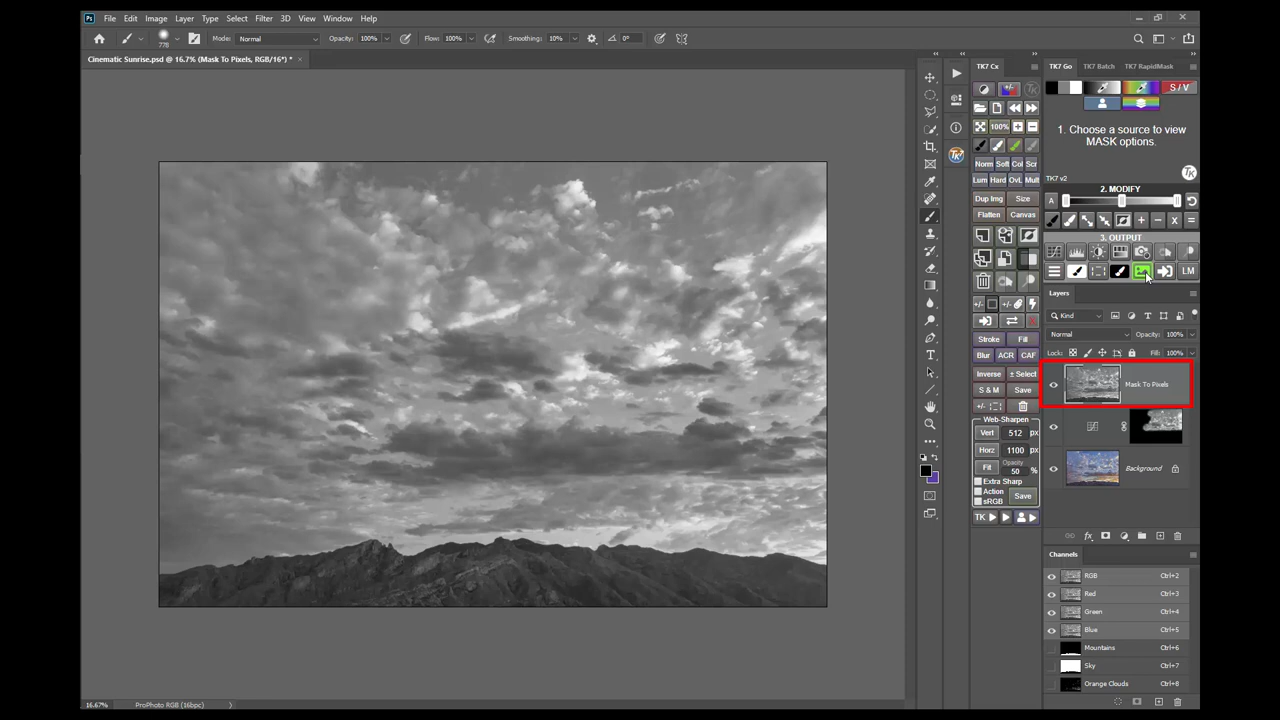 Ps File Edit Image Layer Type Select Filter 3D View Window Help
778 Mode: Normal Opacity: 100% Flow: 100% Smoothing: 10% 0°
Cinematic Sunrise.psd @ 16.7% (Mask To Pixels, RGB/16*) * ×
TK7 Cx
100%
Norm Soft Col Scr
Lum Hard Ovl. Mult
Dup Img Size
Flatten Canvas
+/- +/-
Stroke Fill
Blur ACR CAF
Inverse ± Select
S & M Save
+/-
Web-Sharpen
Vert 512 px
Horz 1100 px
Fit Opacity 50 %
Extra Sharp
Action
sRGB
Save
TK
TK7 Go TK7 Batch TK7 RapidMask
S / V
1. Choose a source to view
MASK options.
TK7 v2
TK
2. MODIFY
A
+ − x =
3. OUTPUT
LM
Layers
Kind
Normal Opacity: 100%
Lock: Fill: 100%
Mask To Pixels
Background
fx
Channels
RGB Ctrl+2
Red Ctrl+3
Green Ctrl+4
Blue Ctrl+5
Mountains Ctrl+6
Sky Ctrl+7
Orange Clouds Ctrl+8
16.67% ProPhoto RGB (16bpc)